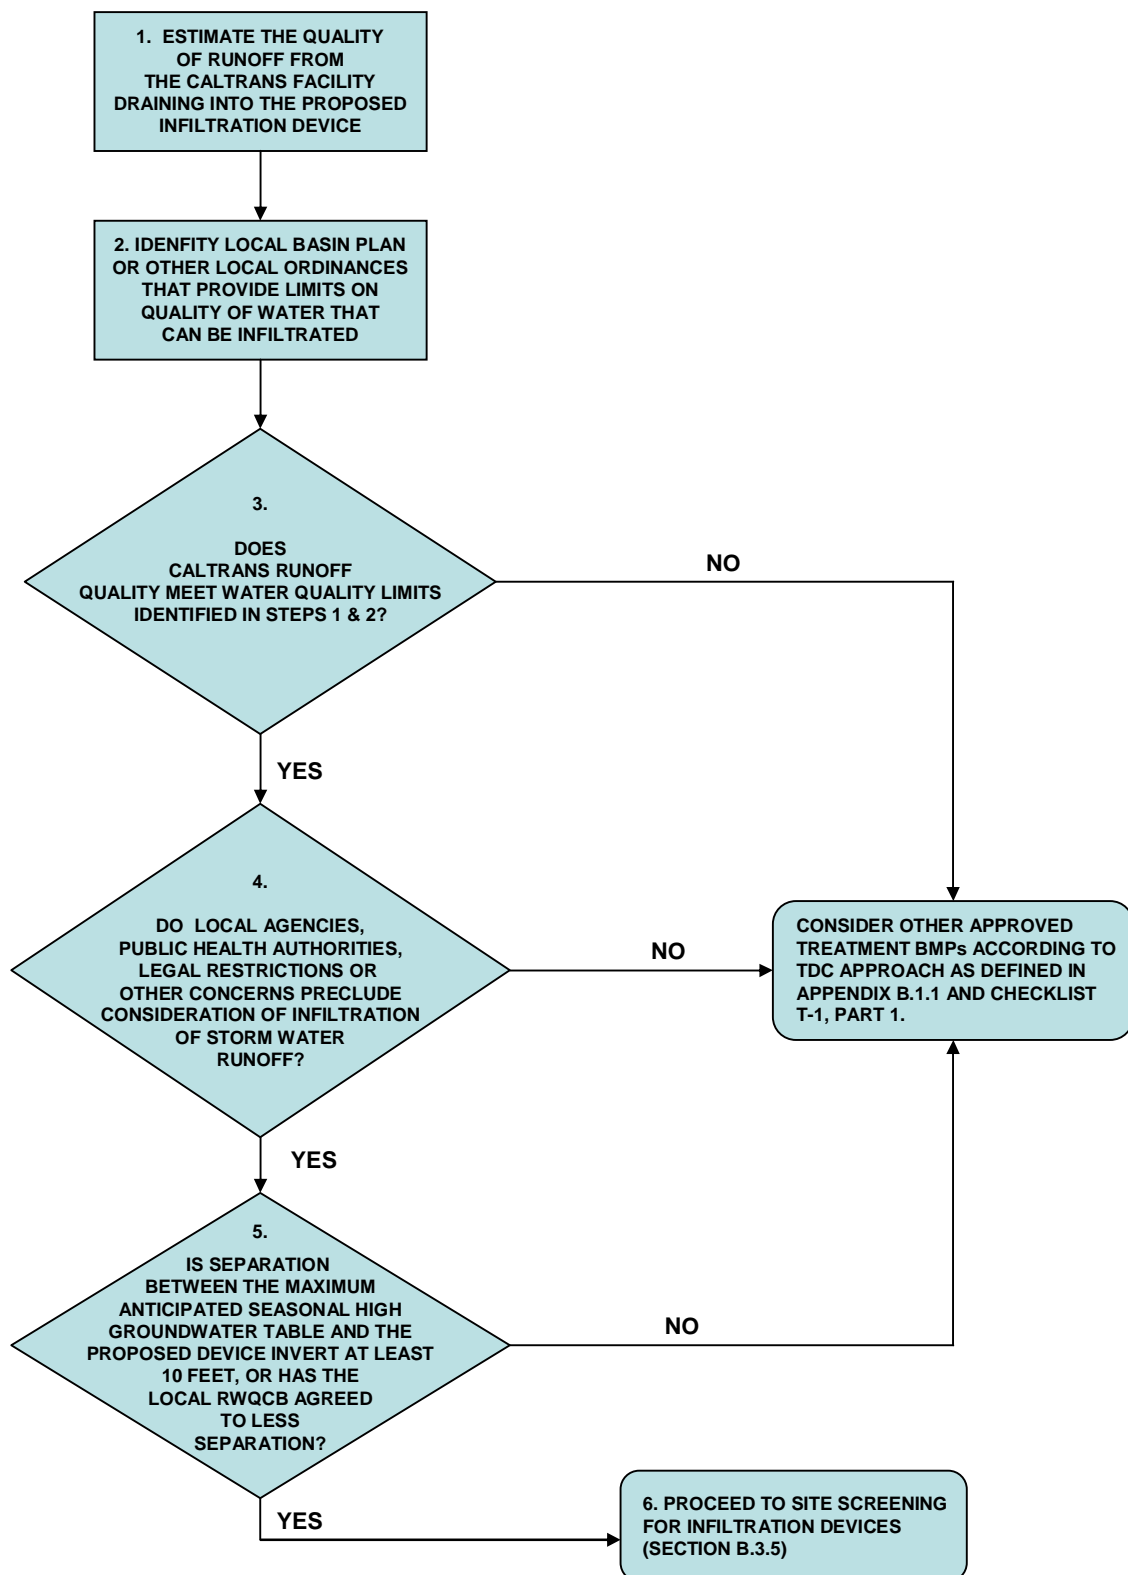 1. ESTIMATE THE QUALITY
OF RUNOFF FROM
THE CALTRANS FACILITY
DRAINING INTO THE PROPOSED
INFILTRATION DEVICE
2. IDENFITY LOCAL BASIN PLAN
OR OTHER LOCAL ORDINANCES
THAT PROVIDE LIMITS ON
QUALITY OF WATER THAT
CAN BE INFILTRATED
3.
DOES
CALTRANS RUNOFF
QUALITY MEET WATER QUALITY LIMITS
IDENTIFIED IN STEPS 1 & 2?
NO
YES
4.
DO LOCAL AGENCIES,
PUBLIC HEALTH AUTHORITIES,
LEGAL RESTRICTIONS OR
OTHER CONCERNS PRECLUDE
CONSIDERATION OF INFILTRATION
OF STORM WATER
RUNOFF?
NO
CONSIDER OTHER APPROVED
TREATMENT BMPs ACCORDING TO
TDC APPROACH AS DEFINED IN
APPENDIX B.1.1 AND CHECKLIST
T-1, PART 1.
YES
5.
IS SEPARATION
BETWEEN THE MAXIMUM
ANTICIPATED SEASONAL HIGH
GROUNDWATER TABLE AND THE
PROPOSED DEVICE INVERT AT LEAST
10 FEET, OR HAS THE
LOCAL RWQCB AGREED
TO LESS
SEPARATION?
NO
YES
6. PROCEED TO SITE SCREENING
FOR INFILTRATION DEVICES
(SECTION B.3.5)